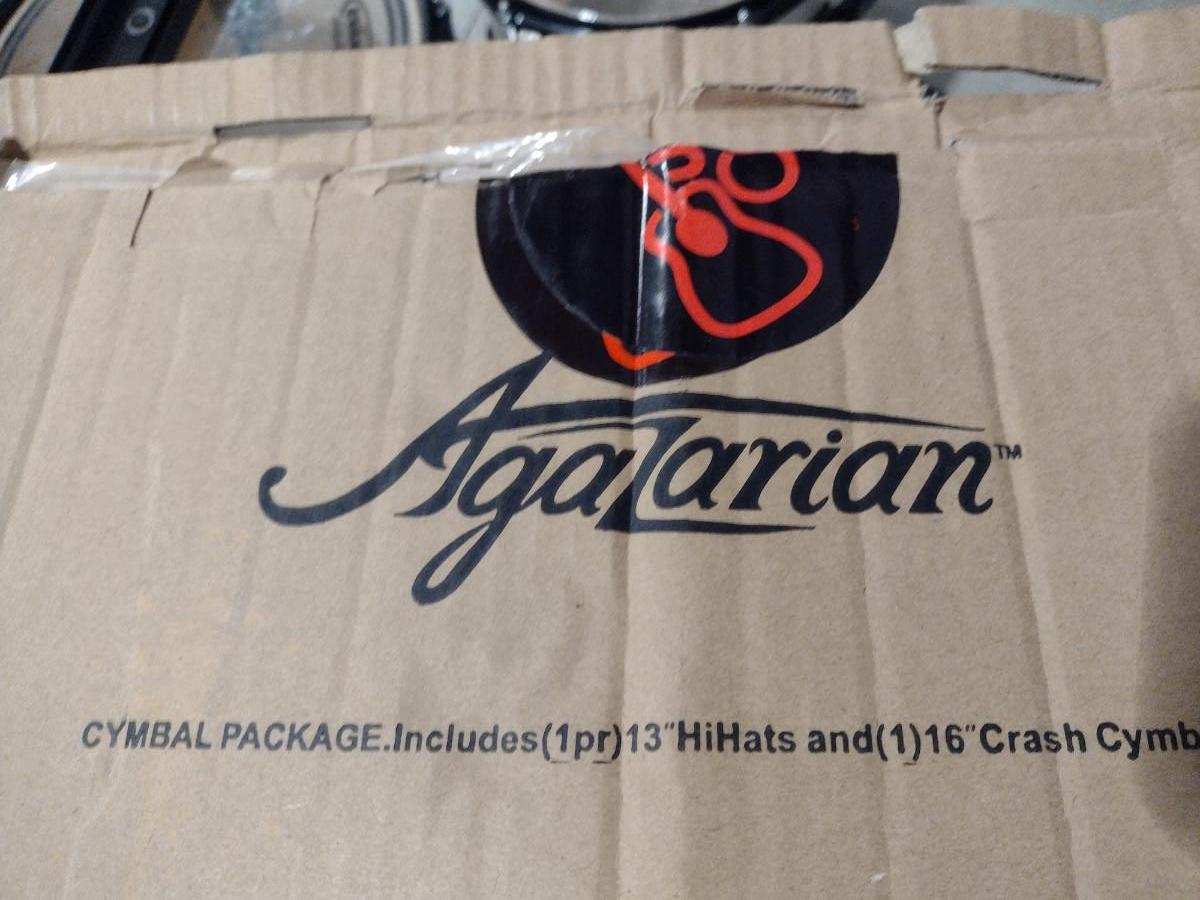 Agazarian™
CYMBAL PACKAGE.Includes(1pr)13"HiHats and(1)16"Crash Cymb